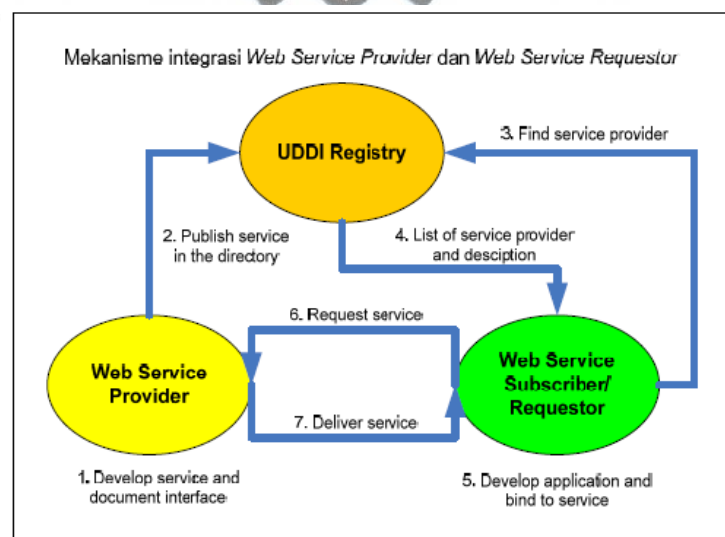 Mekanisme integrasi Web Service Provider dan Web Service Requestor
UDDI Registry
3. Find service provider
2. Publish service
in the directory
4. List of service provider
and desciption
6. Request service
Web Service
Provider
Web Service
Subscriber/
Requestor
7. Deliver service
1. Develop service and
document interface
5. Develop application and
bind to service